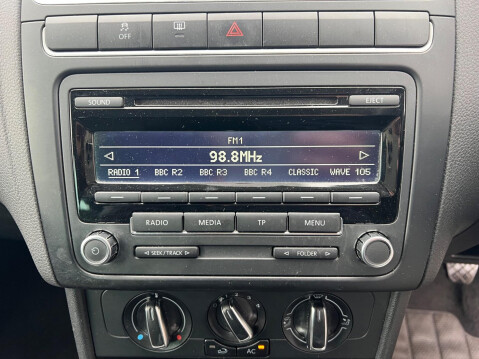 OFF
SOUND
EJECT
FM1
98.8MHz
RADIO 1 BBC R2 BBC R3 BBC R4 CLASSIC WAVE 105
RADIO MEDIA TP MENU
SEEK/TRACK FOLDER
AC